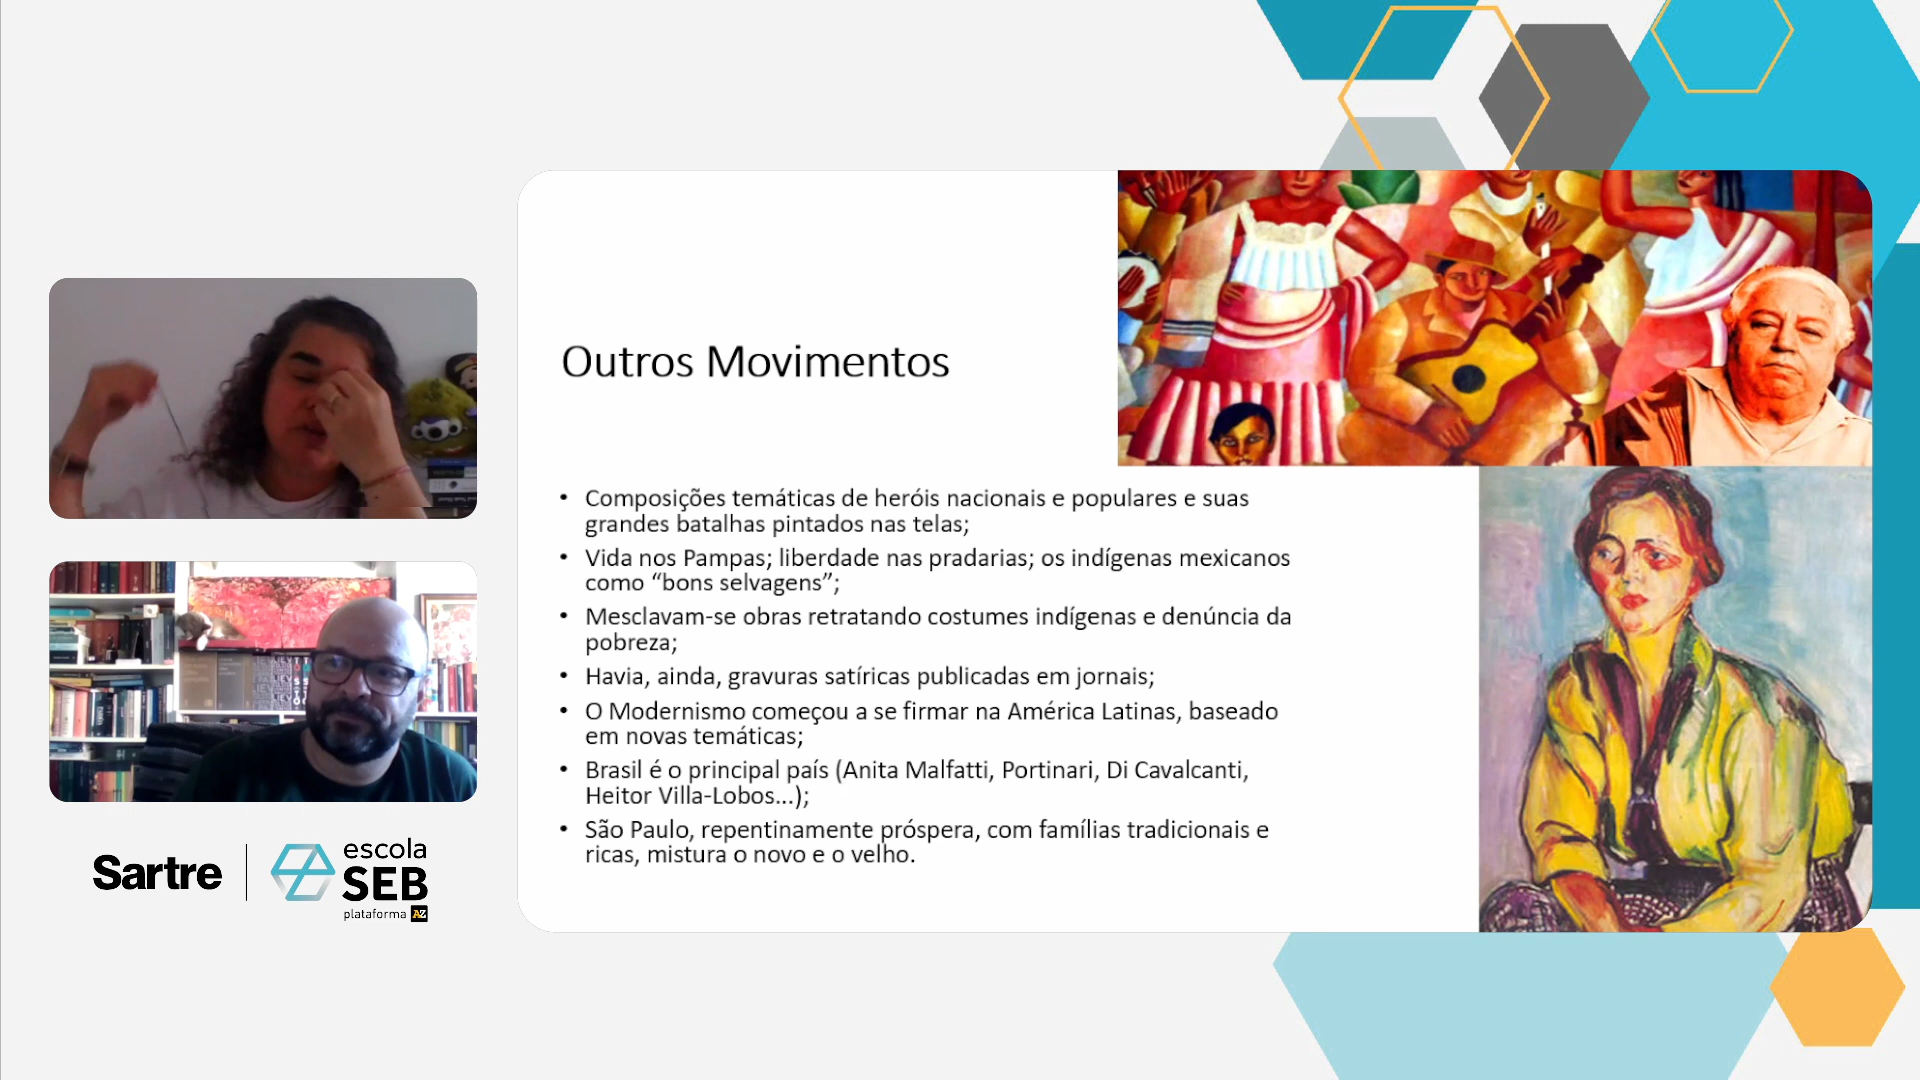 Outros Movimentos
• Composições temáticas de heróis nacionais e populares e suas
grandes batalhas pintados nas telas;
• Vida nos Pampas; liberdade nas pradarias; os indígenas mexicanos
como “bons selvagens”;
• Mesclavam-se obras retratando costumes indígenas e denúncia da
pobreza;
• Havia, ainda, gravuras satíricas publicadas em jornais;
• O Modernismo começou a se firmar na América Latinas, baseado
em novas temáticas;
• Brasil é o principal país (Anita Malfatti, Portinari, Di Cavalcanti,
Heitor Villa-Lobos...);
• São Paulo, repentinamente próspera, com famílias tradicionais e
ricas, mistura o novo e o velho.
Sartre
escola
SEB
plataforma AZ